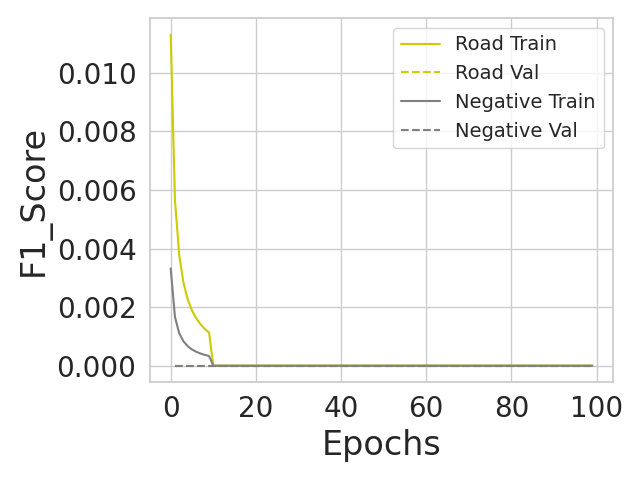 Road Train
Road Val
Negative Train
Negative Val
F1_Score
0.010
0.008
0.006
0.004
0.002
0.000
0 20 40 60 80 100
Epochs